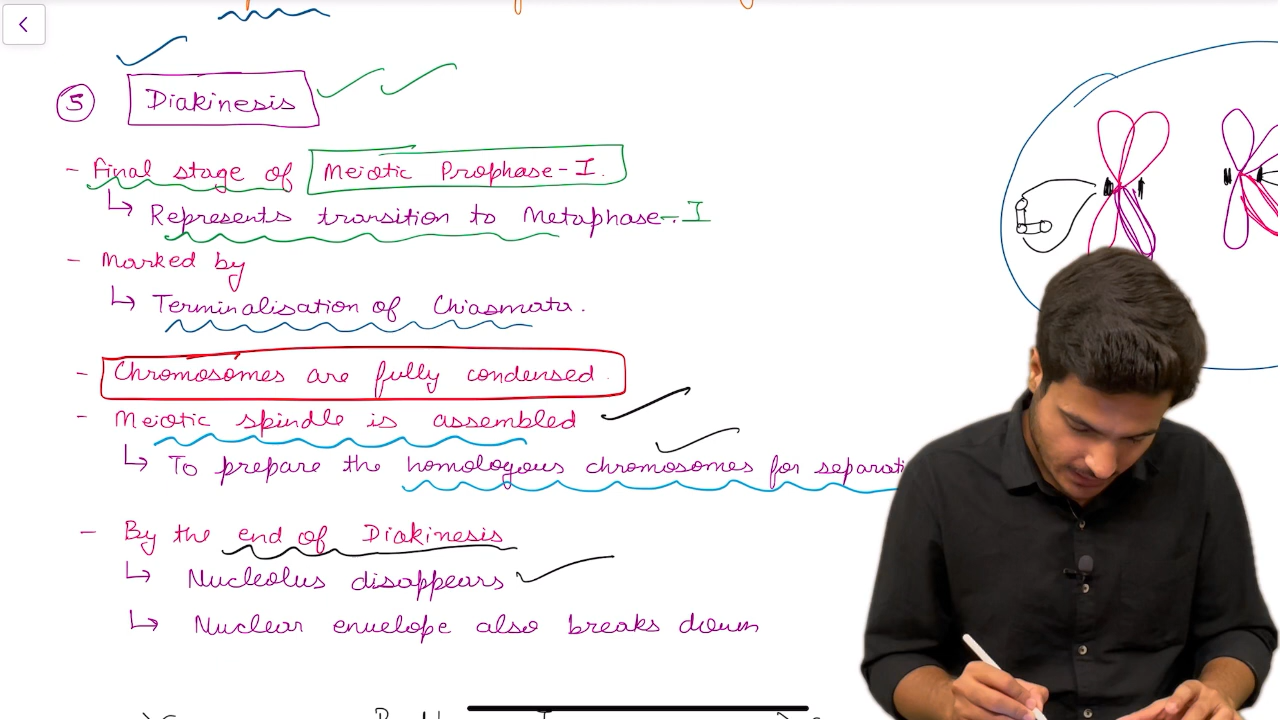 5 Diakinesis
- Final stage of Meiotic Prophase-I.
↳ Represents transition to Metaphase-I
- Marked by
↳ Terminalisation of Chiasmata.
- Chromosomes are fully condensed.
- Meiotic spindle is assembled
↳ To prepare the homologous chromosomes for
- By the end of Diakinesis
↳ Nucleolus disappears
↳ Nuclear envelope also breaks down